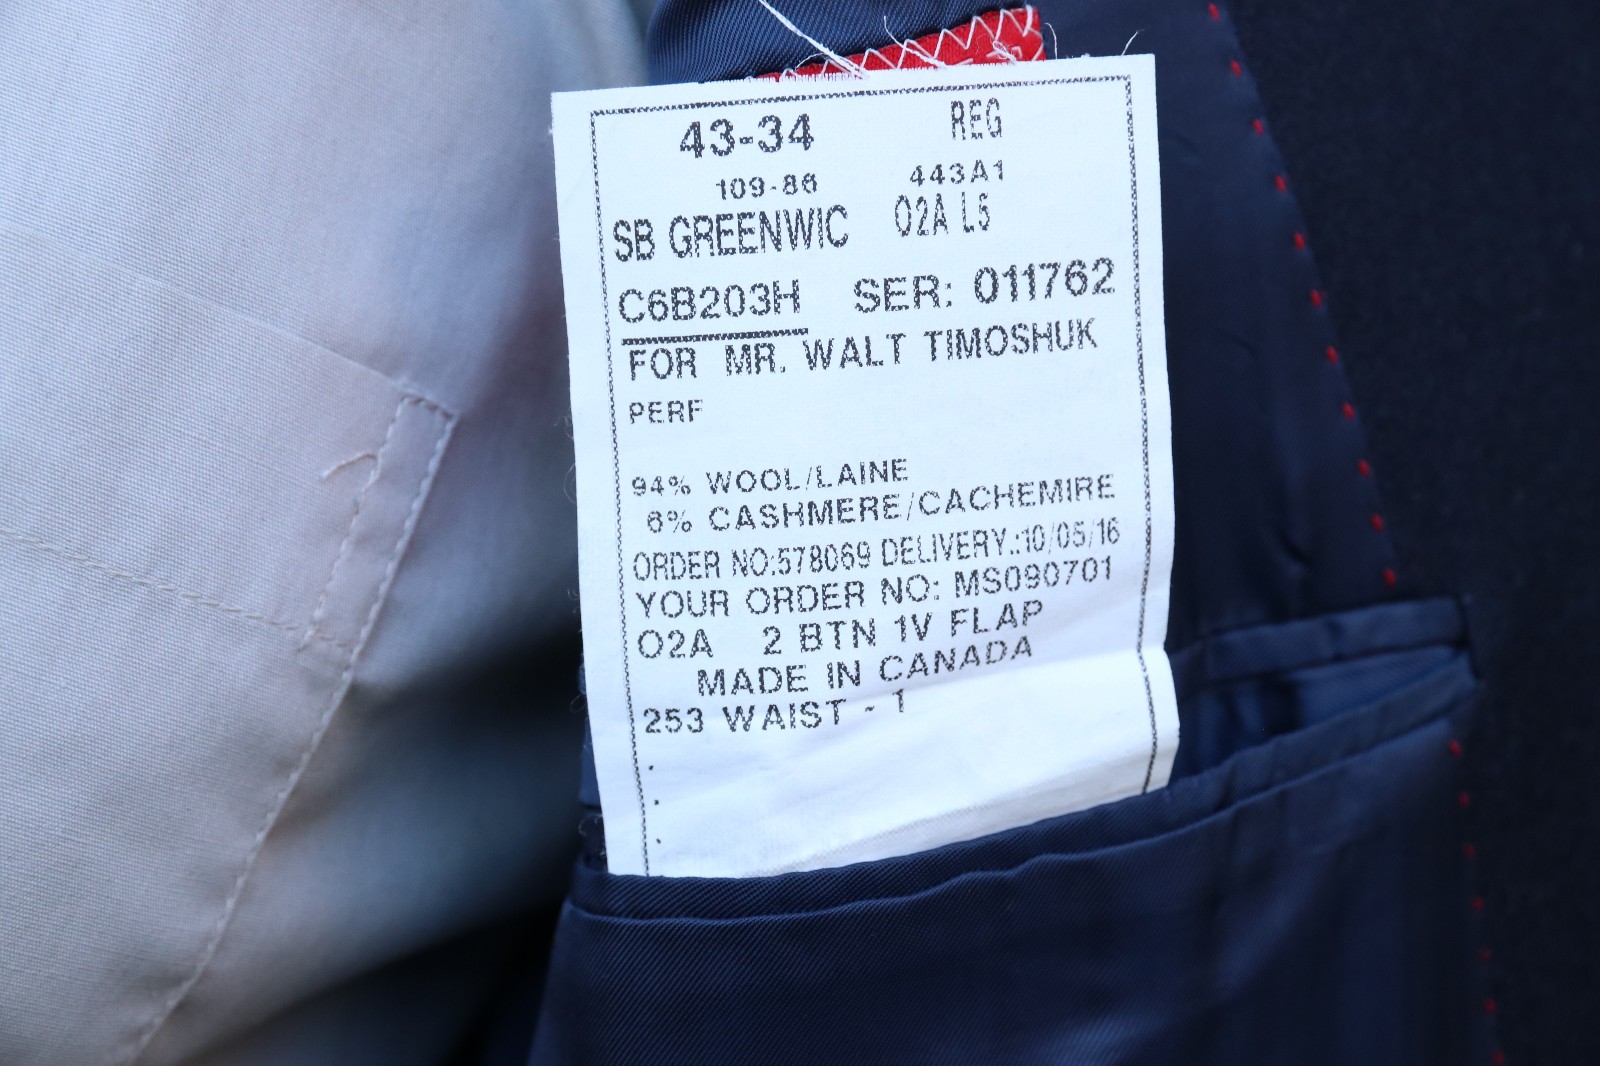 43-34 REG
109-86 443A1
SB GREENWIC O2A L5
C6B203H SER: 011762
FOR MR. WALT TIMOSHUK
PERF
94% WOOL/LAINE
6% CASHMERE/CACHEMIRE
ORDER NO:578069 DELIVERY.:10/05/16
YOUR ORDER NO: MS090701
O2A 2 BTN 1V FLAP
MADE IN CANADA
253 WAIST - 1
.
.
.